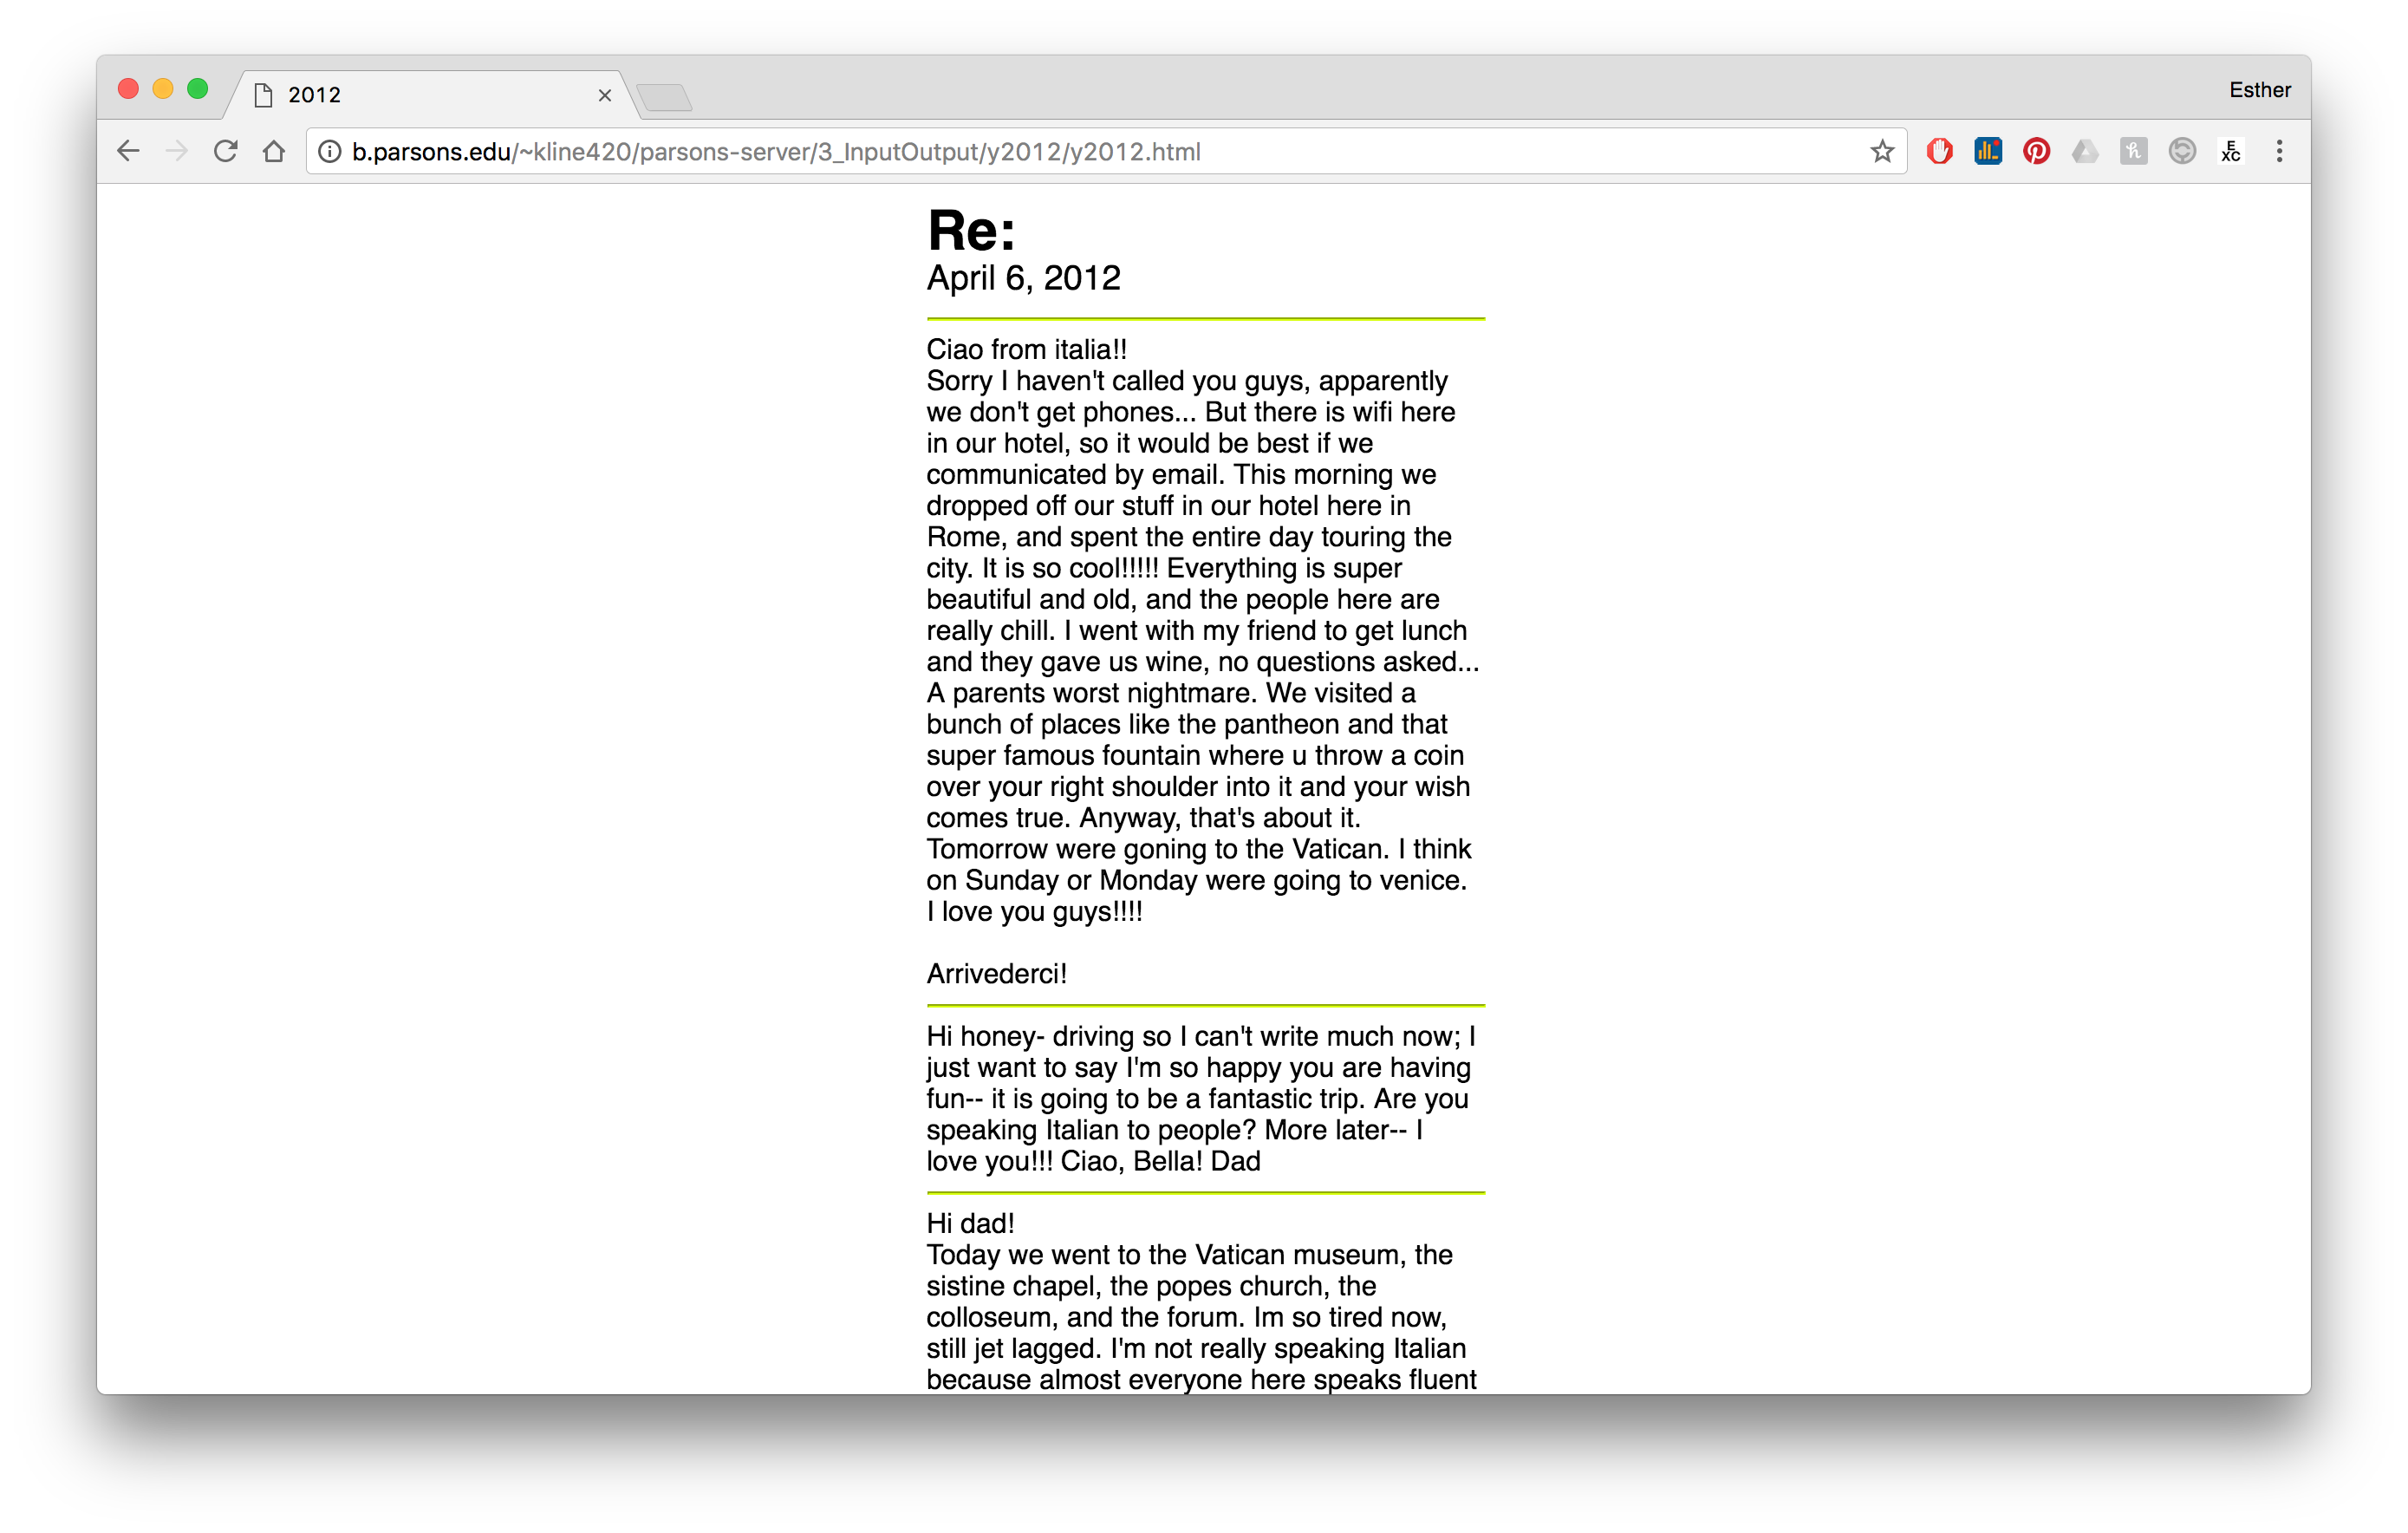 2012
Esther
b.parsons.edu/~kline420/parsons-server/3_InputOutput/y2012/y2012.html
E
XC
Re:
April 6, 2012
Ciao from italia!!
Sorry I haven't called you guys, apparently
we don't get phones... But there is wifi here
in our hotel, so it would be best if we
communicated by email. This morning we
dropped off our stuff in our hotel here in
Rome, and spent the entire day touring the
city. It is so cool!!!!! Everything is super
beautiful and old, and the people here are
really chill. I went with my friend to get lunch
and they gave us wine, no questions asked...
A parents worst nightmare. We visited a
bunch of places like the pantheon and that
super famous fountain where u throw a coin
over your right shoulder into it and your wish
comes true. Anyway, that's about it.
Tomorrow were goning to the Vatican. I think
on Sunday or Monday were going to venice.
I love you guys!!!!
Arrivederci!
Hi honey- driving so I can't write much now; I
just want to say I'm so happy you are having
fun-- it is going to be a fantastic trip. Are you
speaking Italian to people? More later-- I
love you!!! Ciao, Bella! Dad
Hi dad!
Today we went to the Vatican museum, the
sistine chapel, the popes church, the
colloseum, and the forum. Im so tired now,
still jet lagged. I'm not really speaking Italian
because almost everyone here speaks fluent